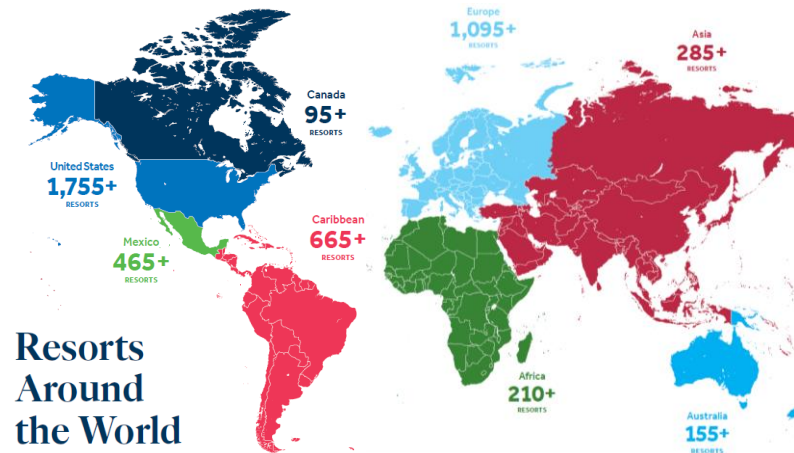 Europe
1,095+
RESORTS
Asia
285+
RESORTS
Canada
95+
RESORTS
United States
1,755+
RESORTS
Caribbean
665+
RESORTS
Mexico
465+
RESORTS
Resorts
Around
the World
Africa
210+
RESORTS
Australia
155+
RESORTS